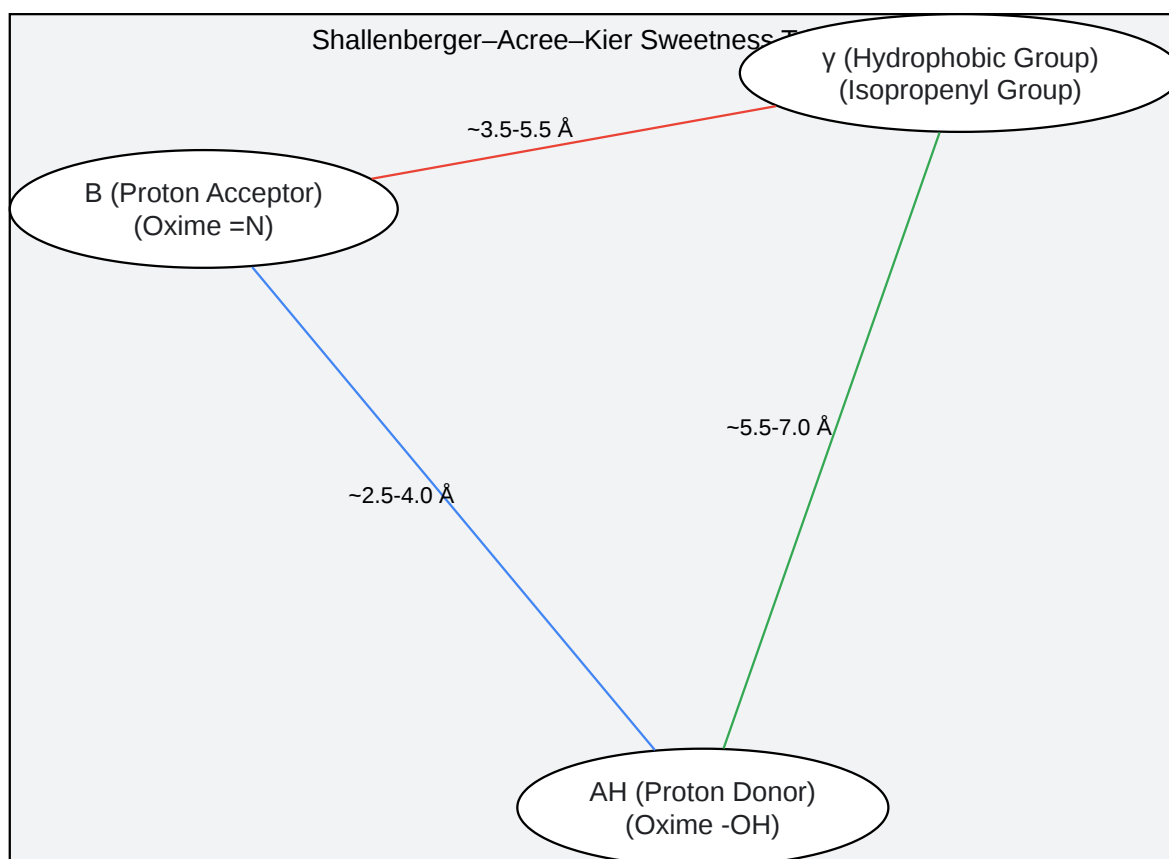 Shallenberger–Acree–Kier Sweetness
γ (Hydrophobic Group)
(Isopropenyl Group)
~3.5-5.5 Å
B (Proton Acceptor)
(Oxime =N)
~5.5-7.0 Å
~2.5-4.0 Å
AH (Proton Donor)
(Oxime -OH)